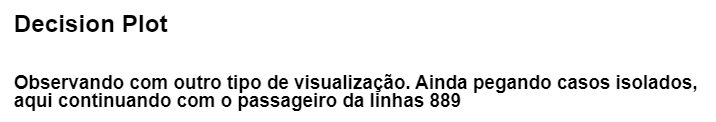 Decision Plot
Observando com outro tipo de visualização. Ainda pegando casos isolados,
aqui continuando com o passageiro da linhas 889